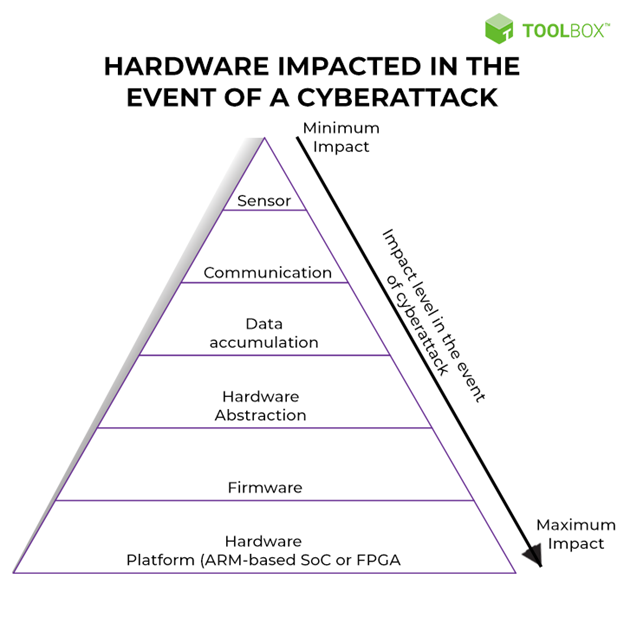 TOOLBOX™
HARDWARE IMPACTED IN THE
EVENT OF A CYBERATTACK
Minimum
Impact
Sensor
Communication
Data
accumulation
Hardware
Abstraction
Firmware
Hardware
Platform (ARM-based SoC or FPGA
Impact level in the event
of cyberattack
Maximum
Impact